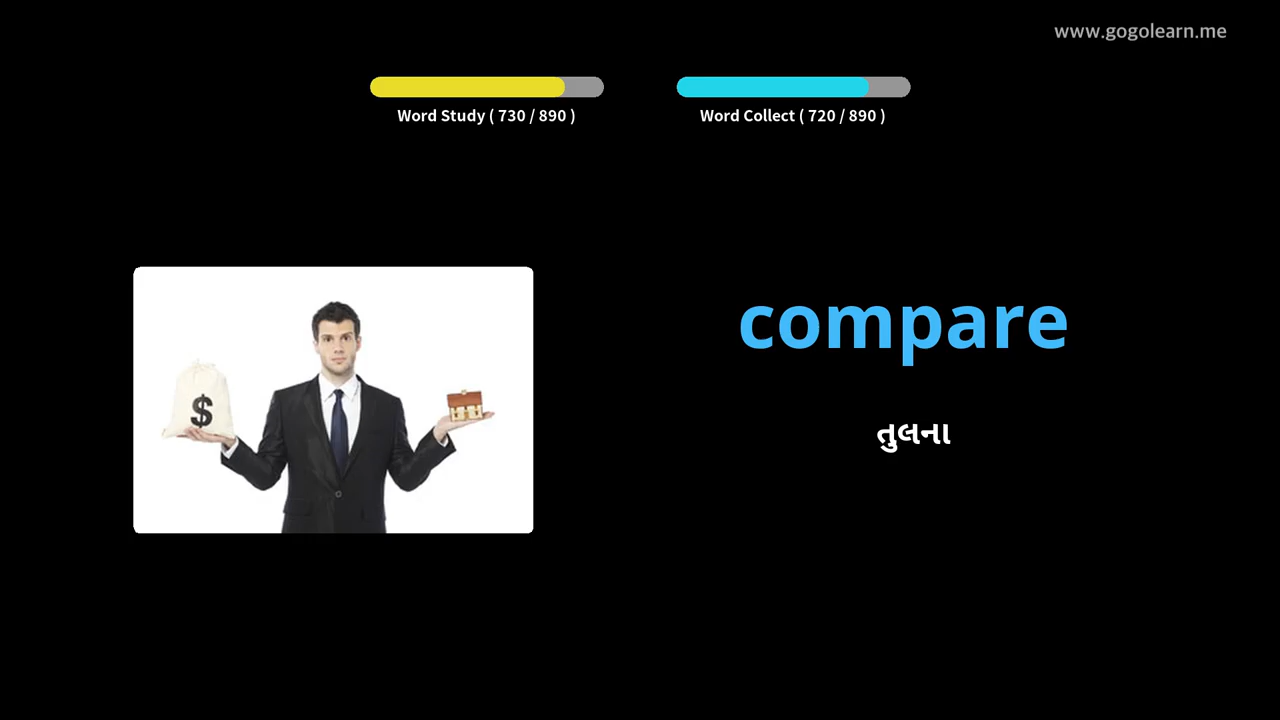 www.gogolearn.me
Word Study ( 730 / 890 )
Word Collect ( 720 / 890 )
$
compare
તુલના